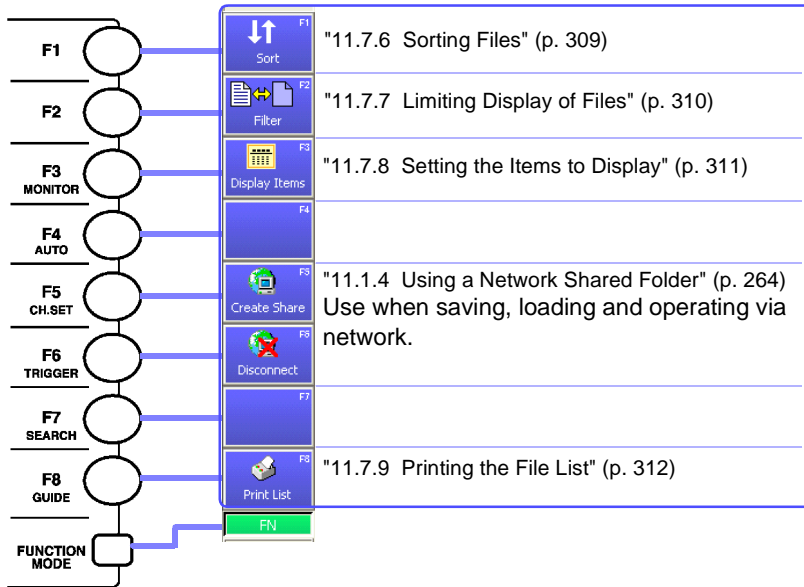 F1
F1
Sort
"11.7.6  Sorting Files" (p. 309)
F2
F2
Filter
"11.7.7  Limiting Display of Files" (p. 310)
F3
MONITOR
F3
Display Items
"11.7.8  Setting the Items to Display" (p. 311)
F4
AUTO
F4
F5
CH.SET
F5
Create Share
"11.1.4  Using a Network Shared Folder" (p. 264)
Use when saving, loading and operating via
network.
F6
TRIGGER
F6
Disconnect
F7
SEARCH
F7
F8
GUIDE
F8
Print List
"11.7.9  Printing the File List" (p. 312)
FUNCTION
MODE
FN